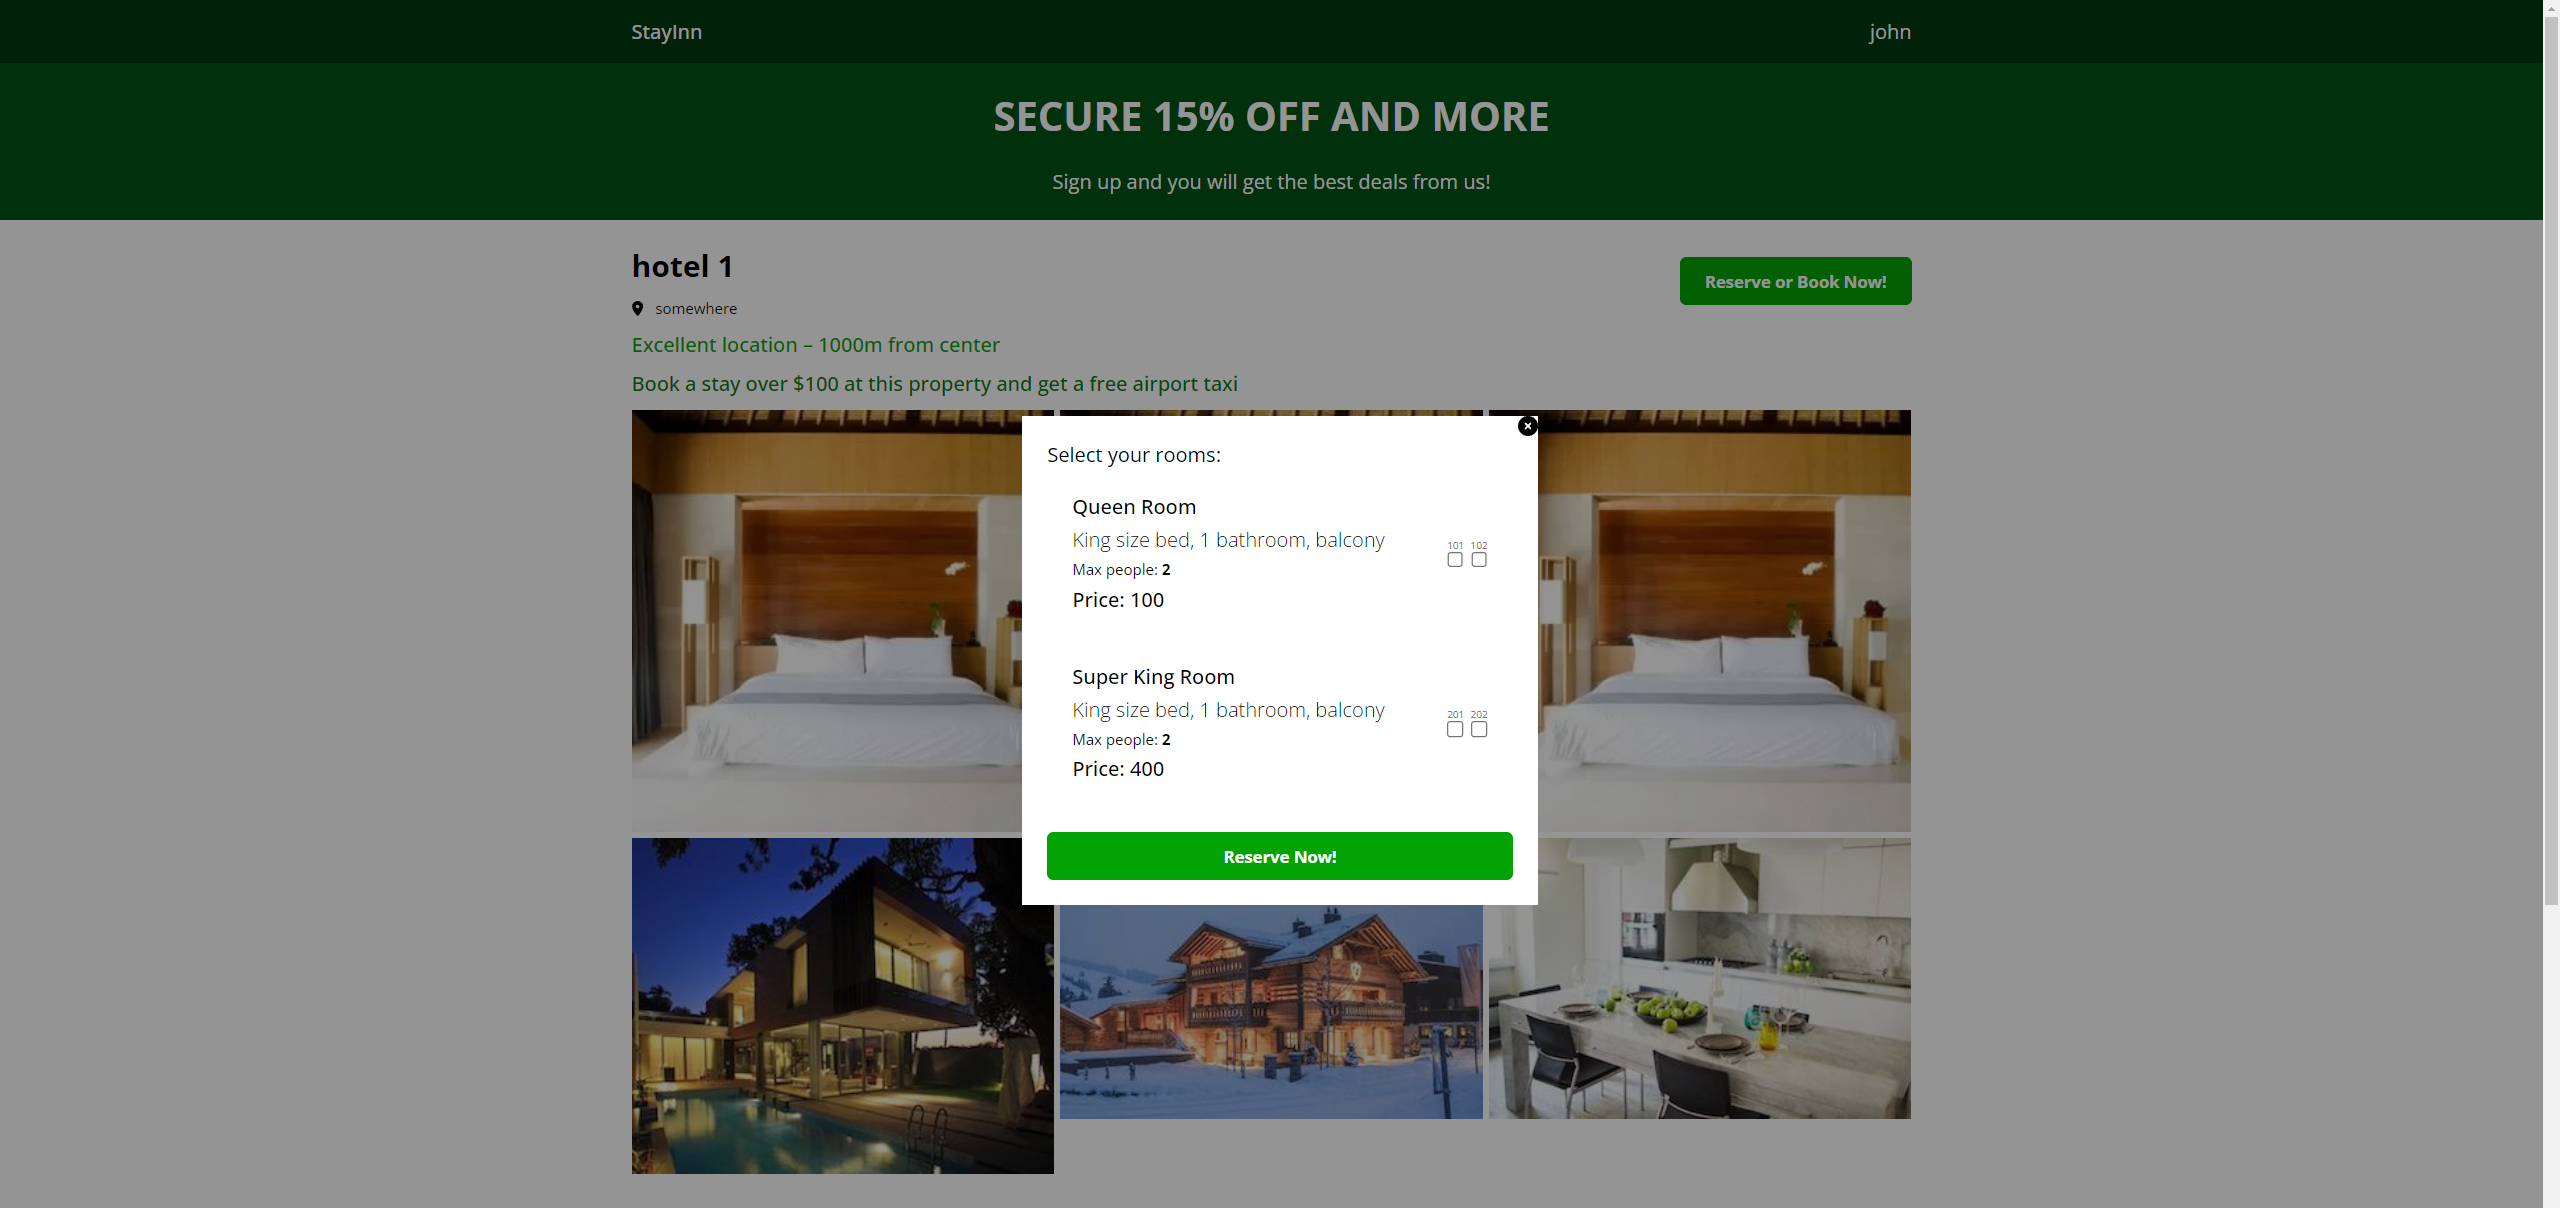 StayInn
john
SECURE 15% OFF AND MORE
Sign up and you will get the best deals from us!
hotel 1
Reserve or Book Now!
somewhere
Excellent location – 1000m from center
Book a stay over $100 at this property and get a free airport taxi
Select your rooms:
Queen Room
King size bed, 1 bathroom, balcony
101 102
Max people: 2
Price: 100
Super King Room
King size bed, 1 bathroom, balcony
201 202
Max people: 2
Price: 400
Reserve Now!